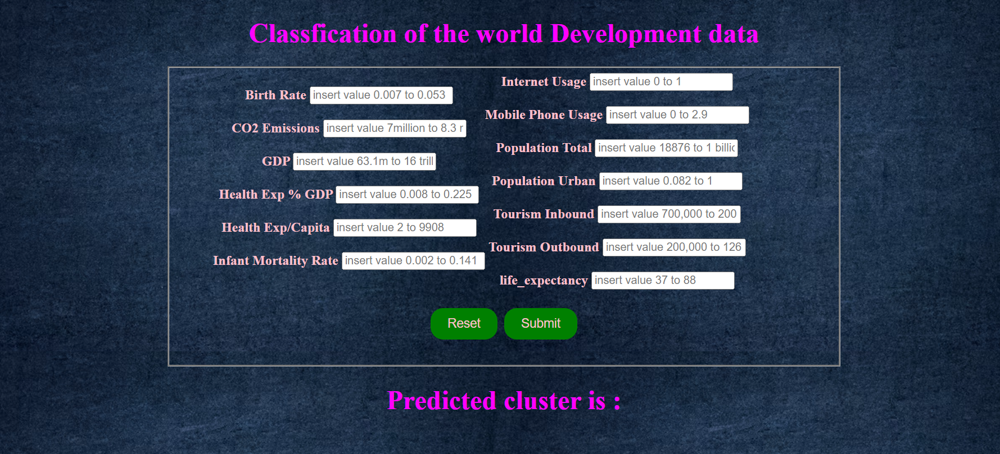 Classfication of the world Development data
Birth Rate insert value 0.007 to 0.053
CO2 Emissions insert value 7million to 8.3 r
GDP insert value 63.1m to 16 trill
Health Exp % GDP insert value 0.008 to 0.225
Health Exp/Capita insert value 2 to 9908
Infant Mortality Rate insert value 0.002 to 0.141
Internet Usage insert value 0 to 1
Mobile Phone Usage insert value 0 to 2.9
Population Total insert value 18876 to 1 billic
Population Urban insert value 0.082 to 1
Tourism Inbound insert value 700,000 to 200
Tourism Outbound insert value 200,000 to 126
life_expectancy insert value 37 to 88
Reset Submit
Predicted cluster is :